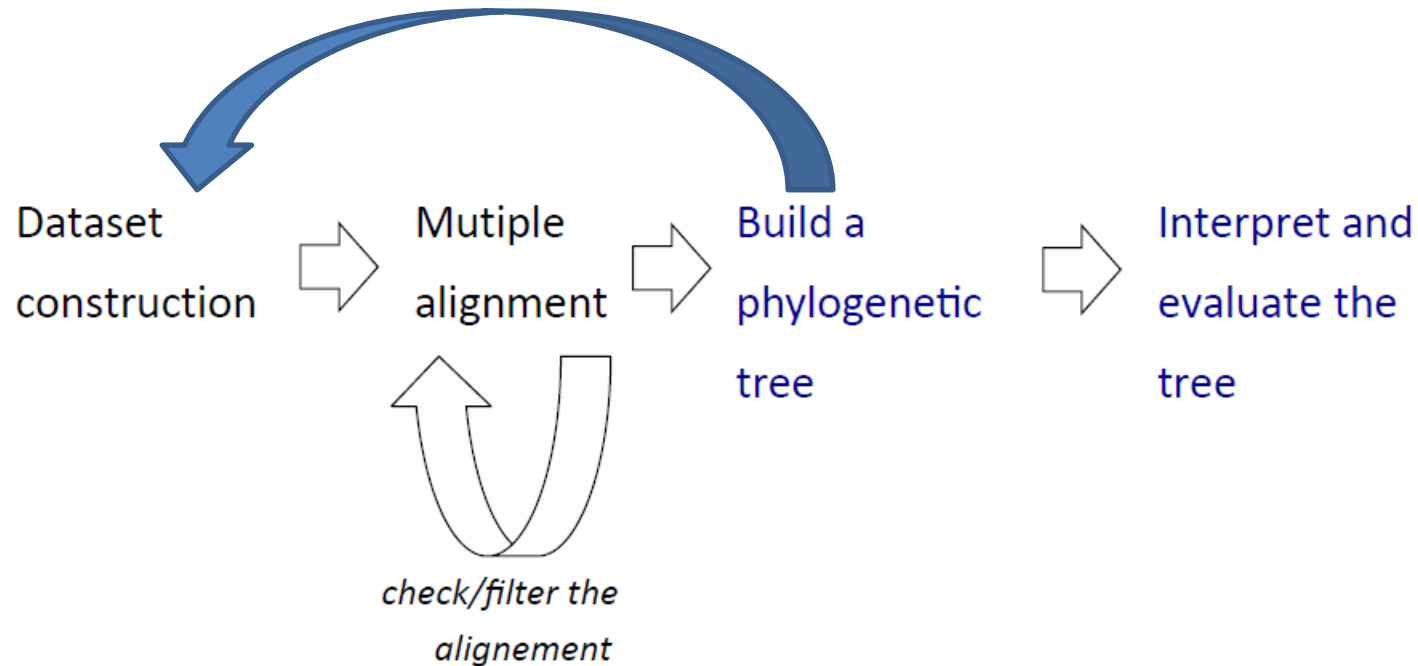 Dataset
construction
Mutiple
alignment
Build a
phylogenetic
tree
Interpret and
evaluate the
tree
check/filter the
alignement